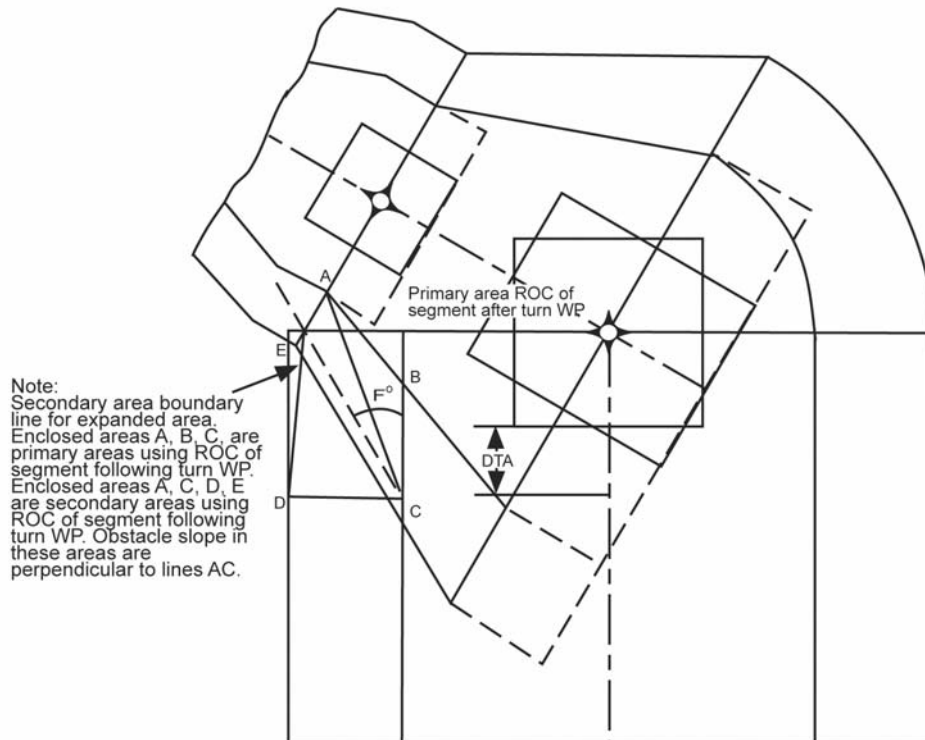 A
Primary area ROC of
segment after turn WP
E
B
F°
Note:
Secondary area boundary
line for expanded area.
Enclosed areas A, B, C, are
primary areas using ROC of
segment following turn WP.
Enclosed areas A, C, D, E
are secondary areas using
ROC of segment following
turn WP. Obstacle slope in
these areas are
perpendicular to lines AC.
DTA
D
C